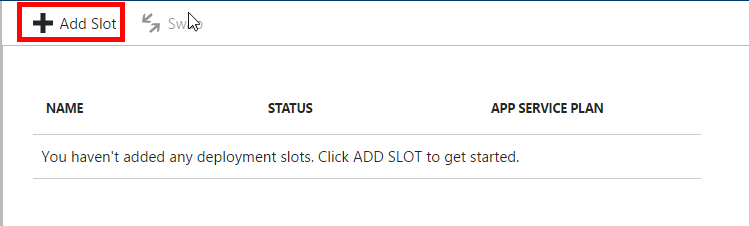 Add Slot Swap
NAME STATUS APP SERVICE PLAN
You haven't added any deployment slots. Click ADD SLOT to get started.